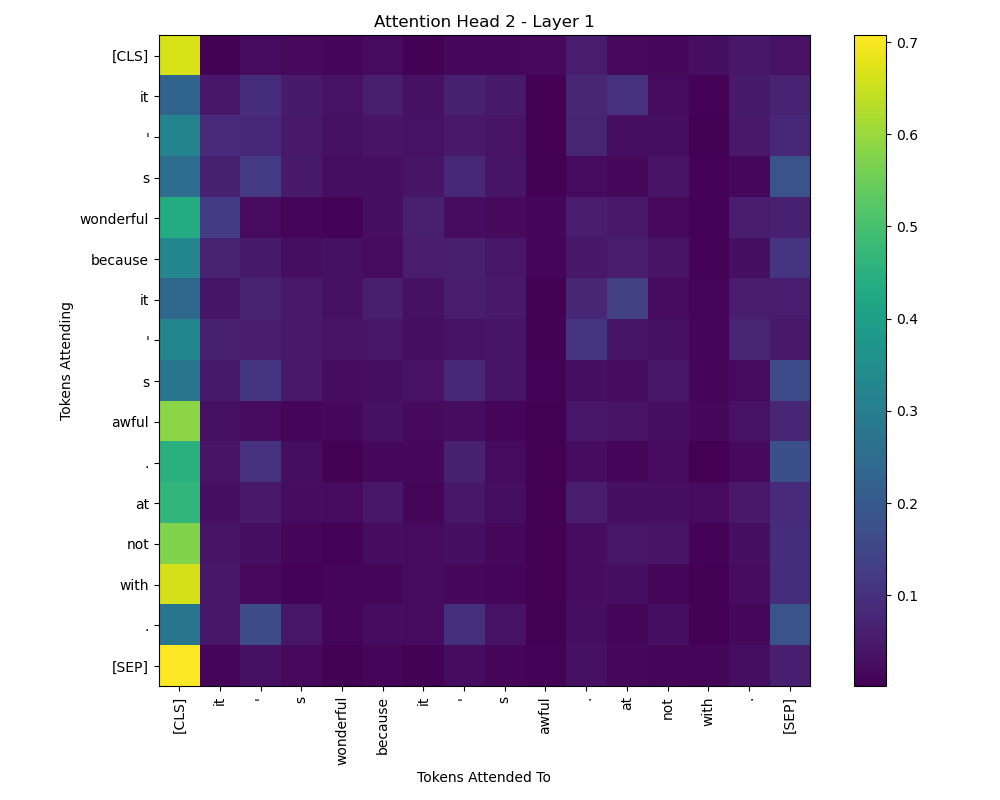 Attention Head 2 - Layer 1
[CLS]
it
'
s
wonderful
because
it
'
s
awful
.
at
not
with
.
[SEP]
Tokens Attending
[CLS]
it
'
s
wonderful
because
it
'
s
awful
.
at
not
with
.
[SEP]
Tokens Attended To
0.7
0.6
0.5
0.4
0.3
0.2
0.1